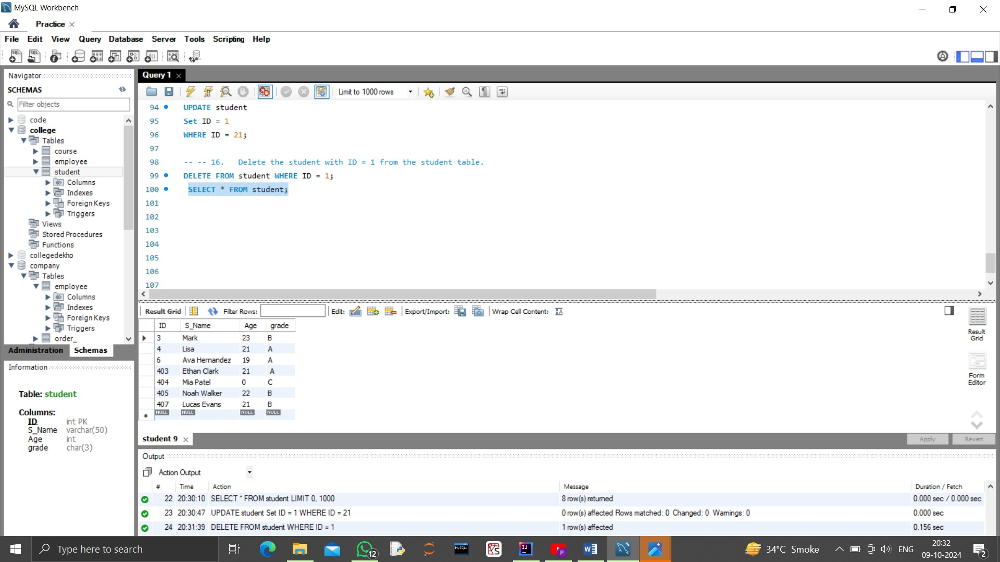 MySQL Workbench
Practice
File Edit View Query Database Server Tools Scripting Help
Navigator
SCHEMAS
Filter objects
code
college
Tables
course
employee
student
Columns
Indexes
Foreign Keys
Triggers
Views
Stored Procedures
Functions
collegedekho
company
Tables
employee
Columns
Indexes
Foreign Keys
Triggers
order_
Administration Schemas
Information
Table: student
Columns:
ID int PK
S_Name varchar(50)
Age int
grade char(3)
Query 1
Limit to 1000 rows
94 UPDATE student
95 Set ID = 1
96 WHERE ID = 21;
97
98 -- -- 16. Delete the student with ID = 1 from the student table.
99 DELETE FROM student WHERE ID = 1;
100 SELECT * FROM student;
101
102
103
104
105
106
107
Result Grid Filter Rows: Edit: Export/Import: Wrap Cell Content:
ID S_Name Age grade
3 Mark 23 B
4 Lisa 21 A
6 Ava Hernandez 19 A
403 Ethan Clark 21 A
404 Mia Patel 0 C
405 Noah Walker 22 B
407 Lucas Evans 21 B
NULL NULL NULL NULL
Result
Grid
Form
Editor
student 9
Apply Revert
Output
Action Output
# Time Action Message Duration / Fetch
22 20:30:10 SELECT * FROM student LIMIT 0, 1000 8 row(s) returned 0.000 sec / 0.000 sec
23 20:30:47 UPDATE student Set ID = 1 WHERE ID = 21 0 row(s) affected Rows matched: 0 Changed: 0 Warnings: 0 0.000 sec
24 20:31:39 DELETE FROM student WHERE ID = 1 1 row(s) affected 0.156 sec
Type here to search
12
34°C Smoke
ENG
20:32
09-10-2024
2